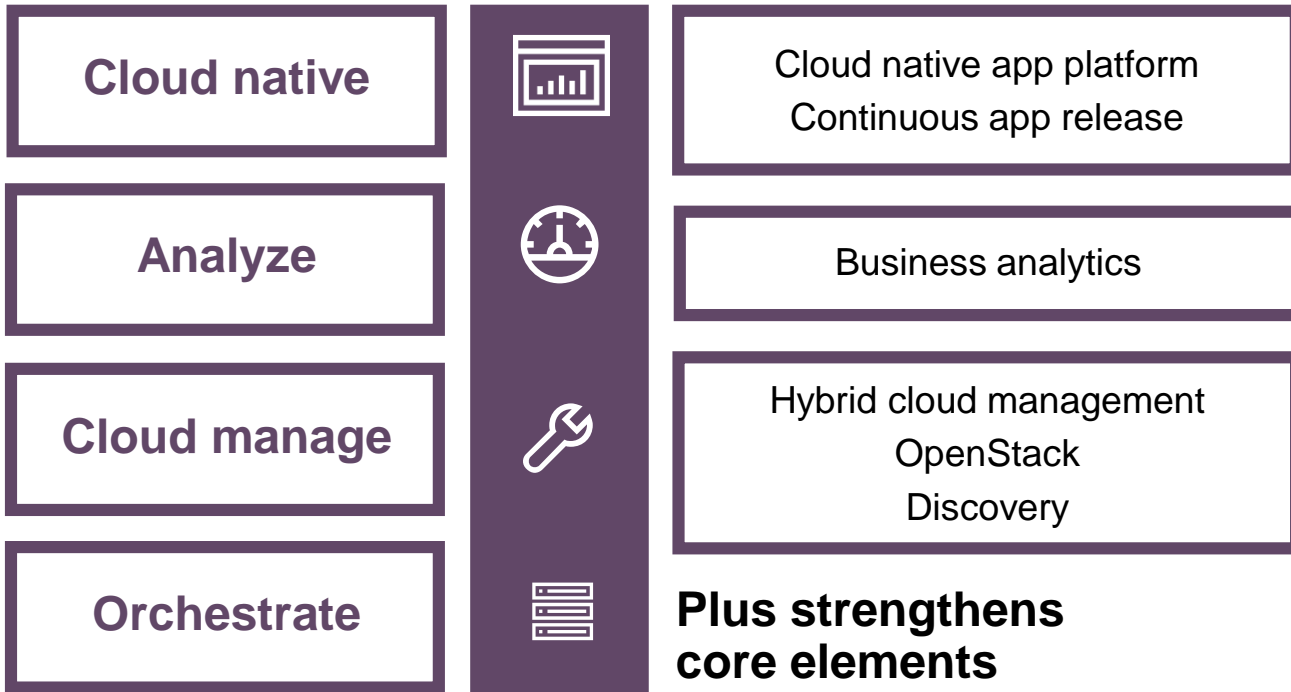 Cloud native
Cloud native app platform
Continuous app release
Analyze
Business analytics
Cloud manage
Hybrid cloud management
OpenStack
Discovery
Orchestrate
Plus strengthens
core elements